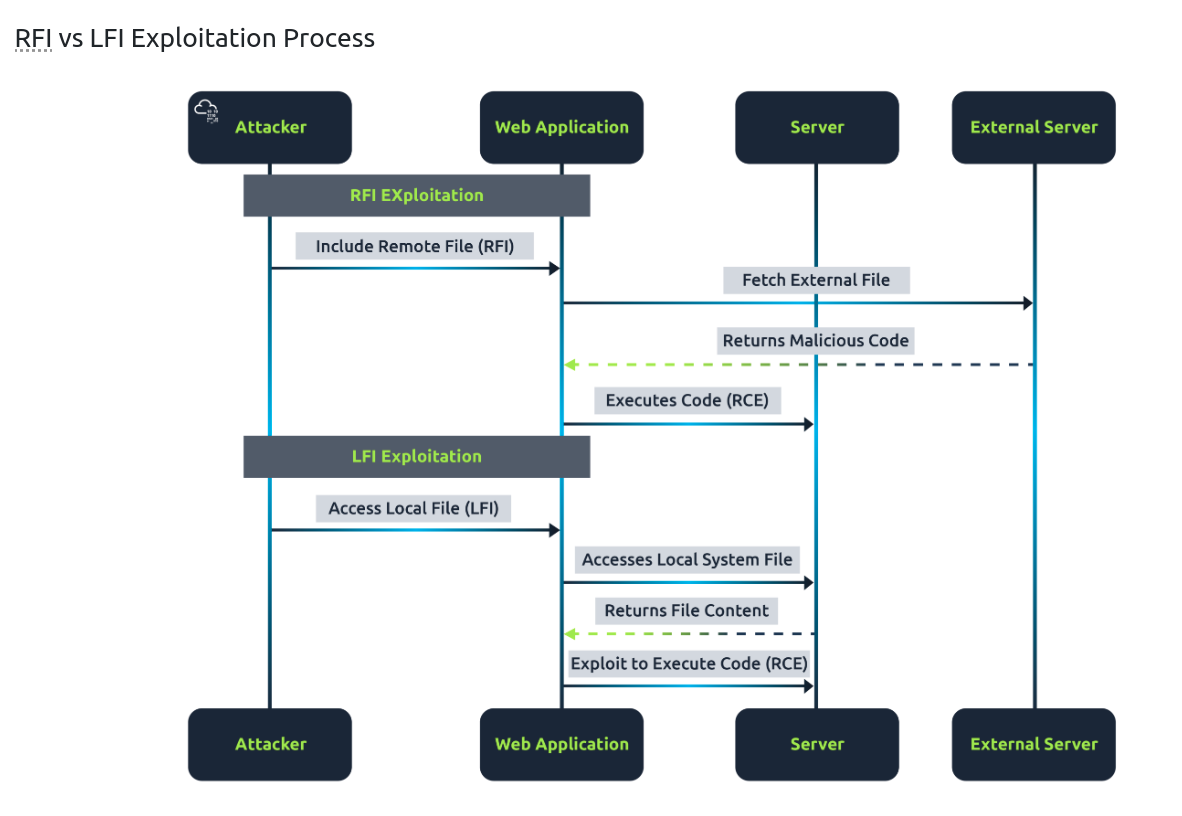 RFI vs LFI Exploitation Process
Attacker
Web Application
Server
External Server
RFI EXploitation
Include Remote File (RFI)
Fetch External File
Returns Malicious Code
Executes Code (RCE)
LFI Exploitation
Access Local File (LFI)
Accesses Local System File
Returns File Content
Exploit to Execute Code (RCE)
Attacker
Web Application
Server
External Server